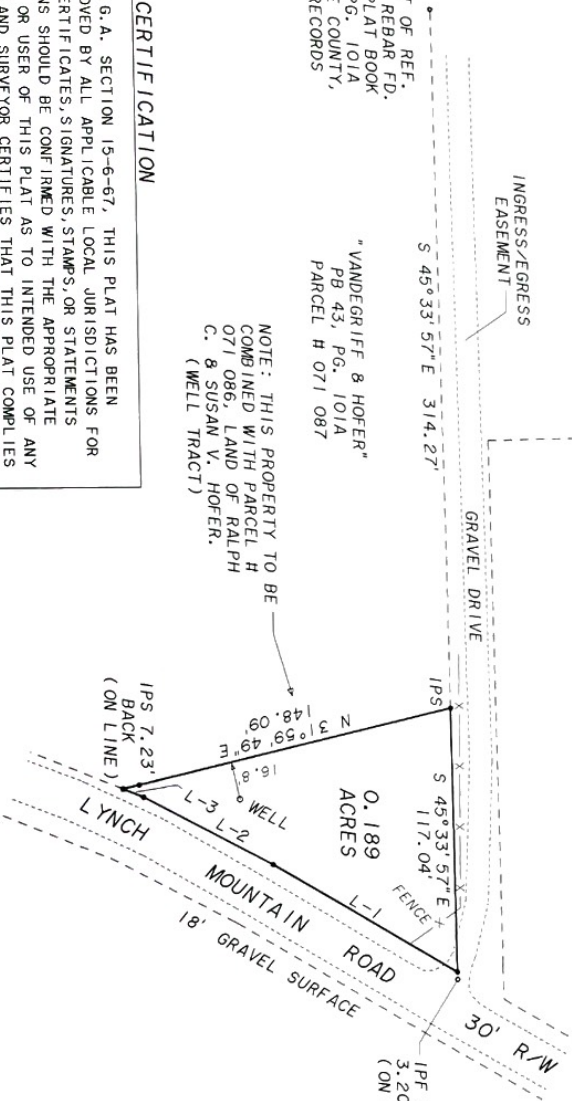 T OF REF.
REBAR FD.
PLAT BOOK
PG. 101A
COUNTY,
RECORDS
INGRESS/EGRESS
EASEMENT
S 45°33'57"E 314.27'
"VANDEGRIFF & HOFER"
PB 43, PG. 101A
PARCEL # 071 087
GRAVEL DRIVE
NOTE: THIS PROPERTY TO BE
COMBINED WITH PARCEL #
071 086, LAND OF RALPH
C. & SUSAN V. HOFER.
(WELL TRACT)
CERTIFICATION
G.A. SECTION 15-6-67, THIS PLAT HAS BEEN
OVED BY ALL APPLICABLE LOCAL JURISDICTIONS FOR
ERTIFICATES, SIGNATURES, STAMPS, OR STATEMENTS
NS SHOULD BE CONFIRMED WITH THE APPROPRIATE
OR USER OF THIS PLAT AS TO INTENDED USE OF ANY
AND SURVEYOR CERTIFIES THAT THIS PLAT COMPLIES
IPS
S 45°33'57"E
117.04'
0.189
ACRES
FENCE
N 31°59'49"E
148.09'
16.8'
WELL
L-1
L-2
L-3
IPS 7.23'
BACK
(ON LINE)
LYNCH MOUNTAIN ROAD
18' GRAVEL SURFACE
30' R/W
IPF
3.20
(ON